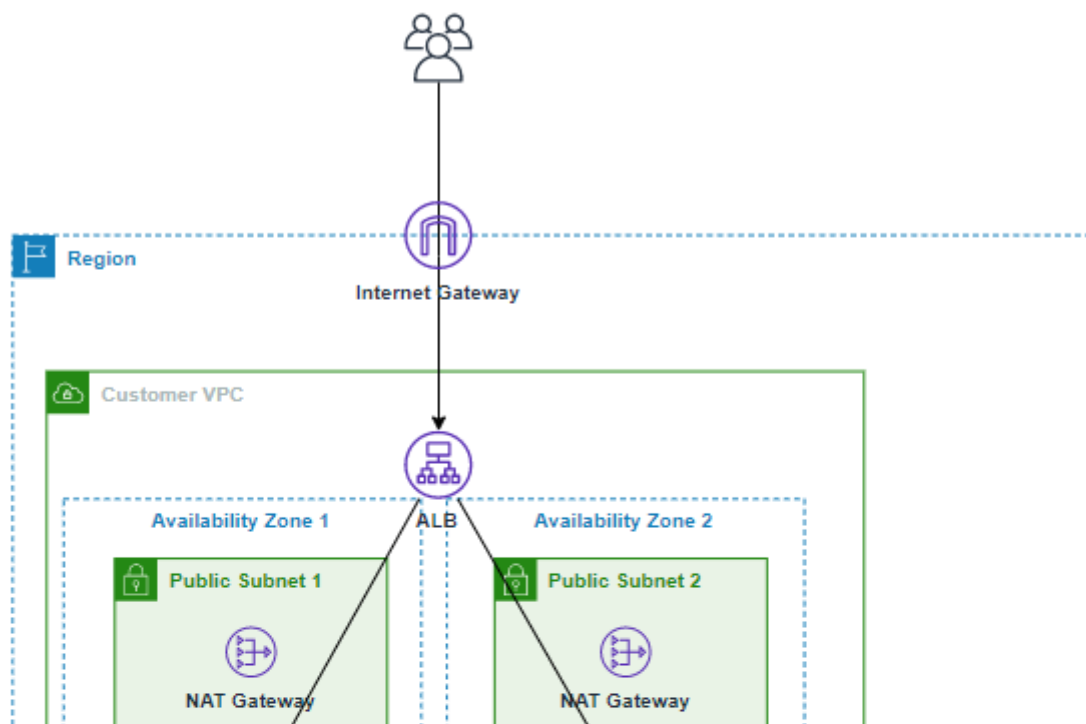 Region
Internet Gateway
Customer VPC
Availability Zone 1
ALB
Availability Zone 2
Public Subnet 1
Public Subnet 2
NAT Gateway
NAT Gateway